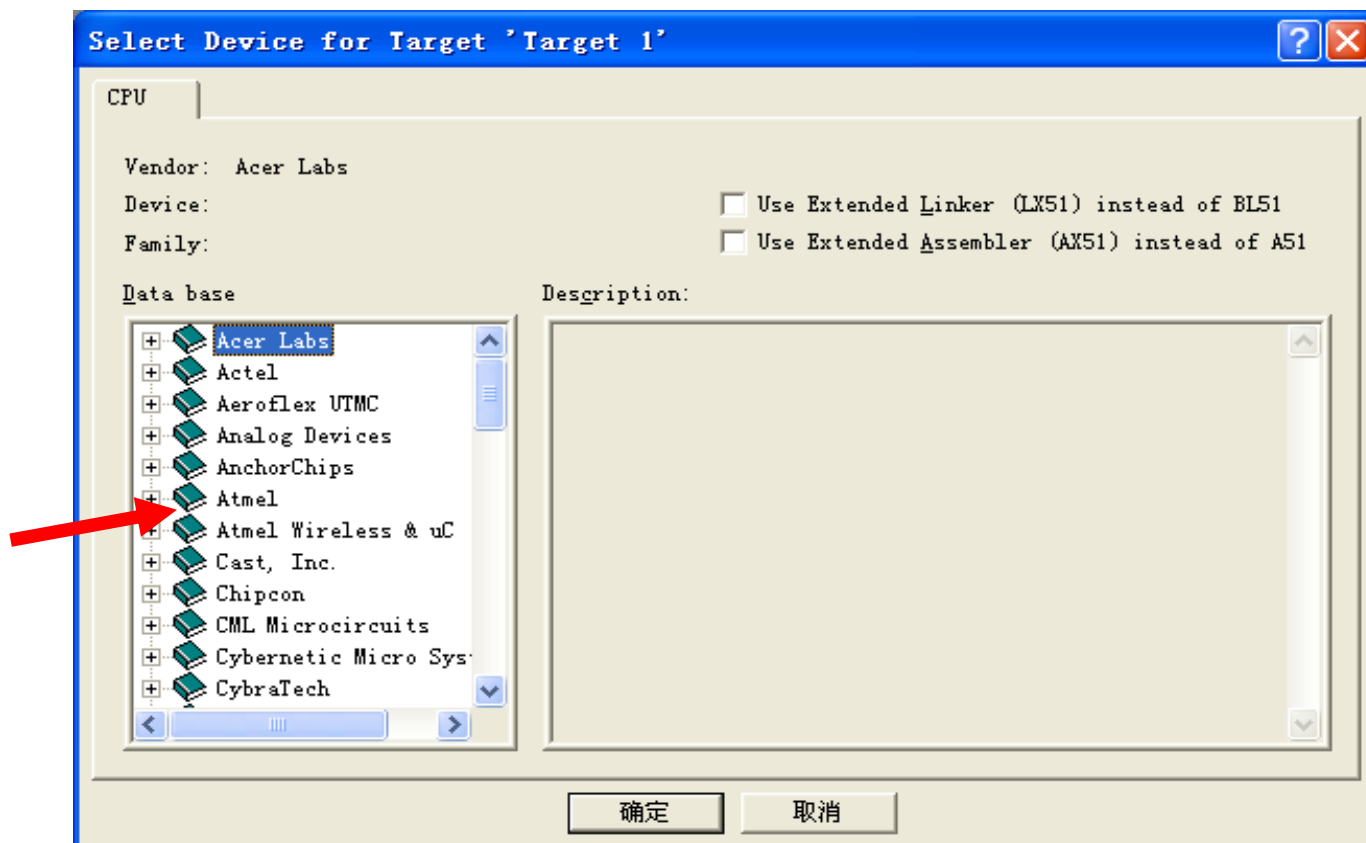 Select Device for Target 'Target 1'
CPU
Vendor: Acer Labs
Device:
Use Extended Linker (LX51) instead of BL51
Family:
Use Extended Assembler (AX51) instead of A51
Data base
Description:
Acer Labs
Actel
Aeroflex UTMC
Analog Devices
AnchorChips
Atmel
Atmel Wireless & uC
Cast, Inc.
Chipcon
CML Microcircuits
Cybernetic Micro Sys
CybraTech
确定
取消